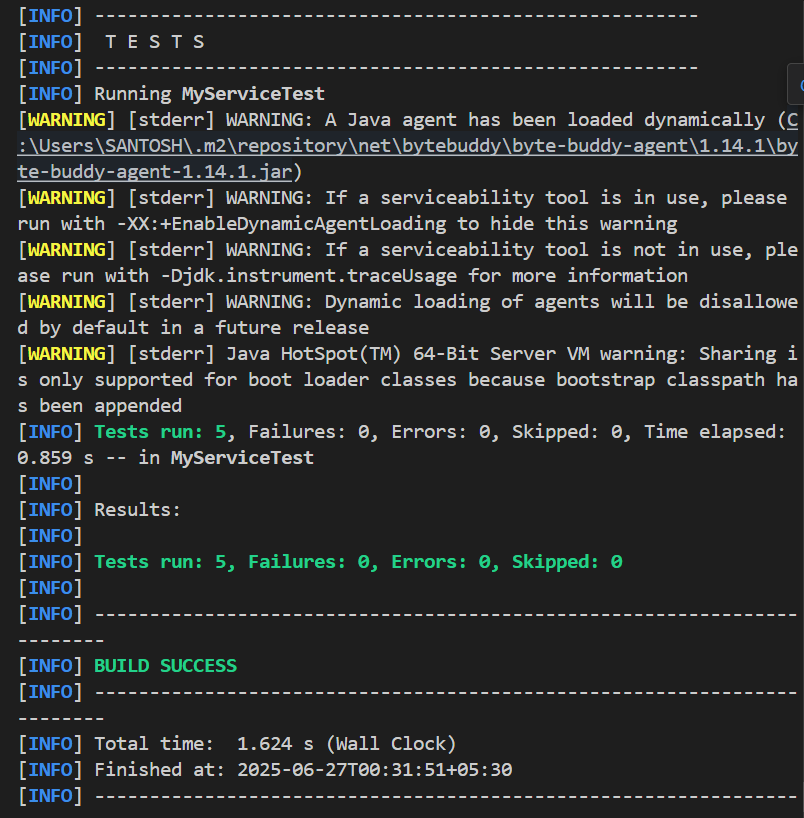 [INFO] -------------------------------------------------------
[INFO]  T E S T S
[INFO] -------------------------------------------------------
[INFO] Running MyServiceTest
[WARNING] [stderr] WARNING: A Java agent has been loaded dynamically (C
:\Users\SANTOSH\.m2\repository\net\bytebuddy\byte-buddy-agent\1.14.1\by
te-buddy-agent-1.14.1.jar)
[WARNING] [stderr] WARNING: If a serviceability tool is in use, please
run with -XX:+EnableDynamicAgentLoading to hide this warning
[WARNING] [stderr] WARNING: If a serviceability tool is not in use, ple
ase run with -Djdk.instrument.traceUsage for more information
[WARNING] [stderr] WARNING: Dynamic loading of agents will be disallowe
d by default in a future release
[WARNING] [stderr] Java HotSpot(TM) 64-Bit Server VM warning: Sharing i
s only supported for boot loader classes because bootstrap classpath ha
s been appended
[INFO] Tests run: 5, Failures: 0, Errors: 0, Skipped: 0, Time elapsed:
0.859 s -- in MyServiceTest
[INFO]
[INFO] Results:
[INFO]
[INFO] Tests run: 5, Failures: 0, Errors: 0, Skipped: 0
[INFO]
[INFO] ----------------------------------------------------------------
--------
[INFO] BUILD SUCCESS
[INFO] ----------------------------------------------------------------
--------
[INFO] Total time:  1.624 s (Wall Clock)
[INFO] Finished at: 2025-06-27T00:31:51+05:30
[INFO] ----------------------------------------------------------------